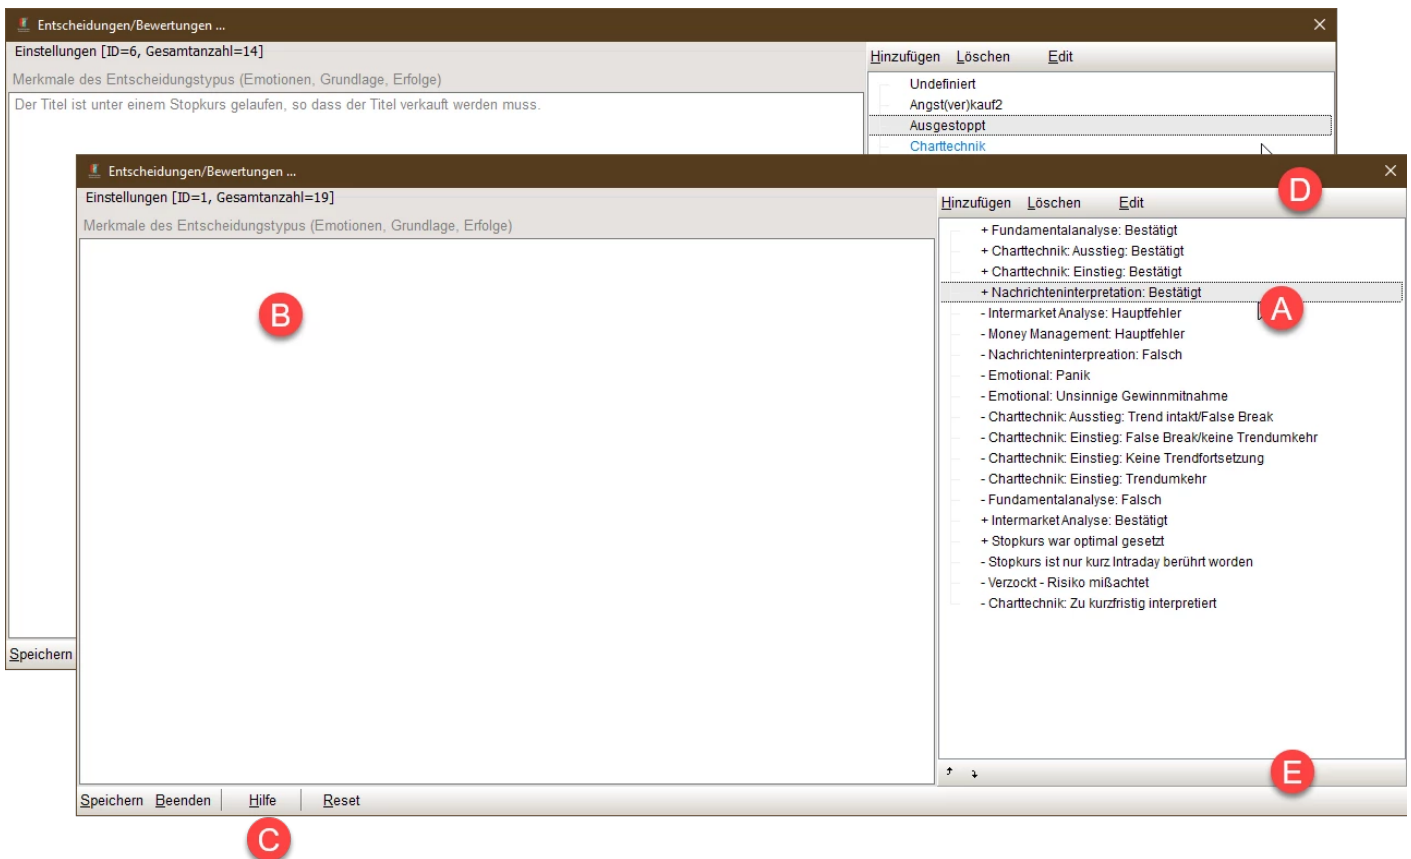 Entscheidungen/Bewertungen ...
Einstellungen [ID=6, Gesamtanzahl=14]
Merkmale des Entscheidungstypus (Emotionen, Grundlage, Erfolge)
Der Titel ist unter einem Stopkurs gelaufen, so dass der Titel verkauft werden muss.
Hinzufügen Löschen Edit
Undefiniert
Angst(ver)kauf2
Ausgestoppt
Charttechnik
Speichern
Entscheidungen/Bewertungen ...
Einstellungen [ID=1, Gesamtanzahl=19]
Merkmale des Entscheidungstypus (Emotionen, Grundlage, Erfolge)
B
D
Hinzufügen Löschen Edit
+ Fundamentalanalyse: Bestätigt
+ Charttechnik: Ausstieg: Bestätigt
+ Charttechnik: Einstieg: Bestätigt
+ Nachrichteninterpretation: Bestätigt
A
- Intermarket Analyse: Hauptfehler
- Money Management: Hauptfehler
- Nachrichteninterpreation: Falsch
- Emotional: Panik
- Emotional: Unsinnige Gewinnmitnahme
- Charttechnik: Ausstieg: Trend intakt/False Break
- Charttechnik: Einstieg: False Break/keine Trendumkehr
- Charttechnik: Einstieg: Keine Trendfortsetzung
- Charttechnik: Einstieg: Trendumkehr
- Fundamentalanalyse: Falsch
+ Intermarket Analyse: Bestätigt
+ Stopkurs war optimal gesetzt
- Stopkurs ist nur kurz Intraday berührt worden
- Verzockt - Risiko mißachtet
- Charttechnik: Zu kurzfristig interpretiert
E
Speichern Beenden Hilfe Reset
C